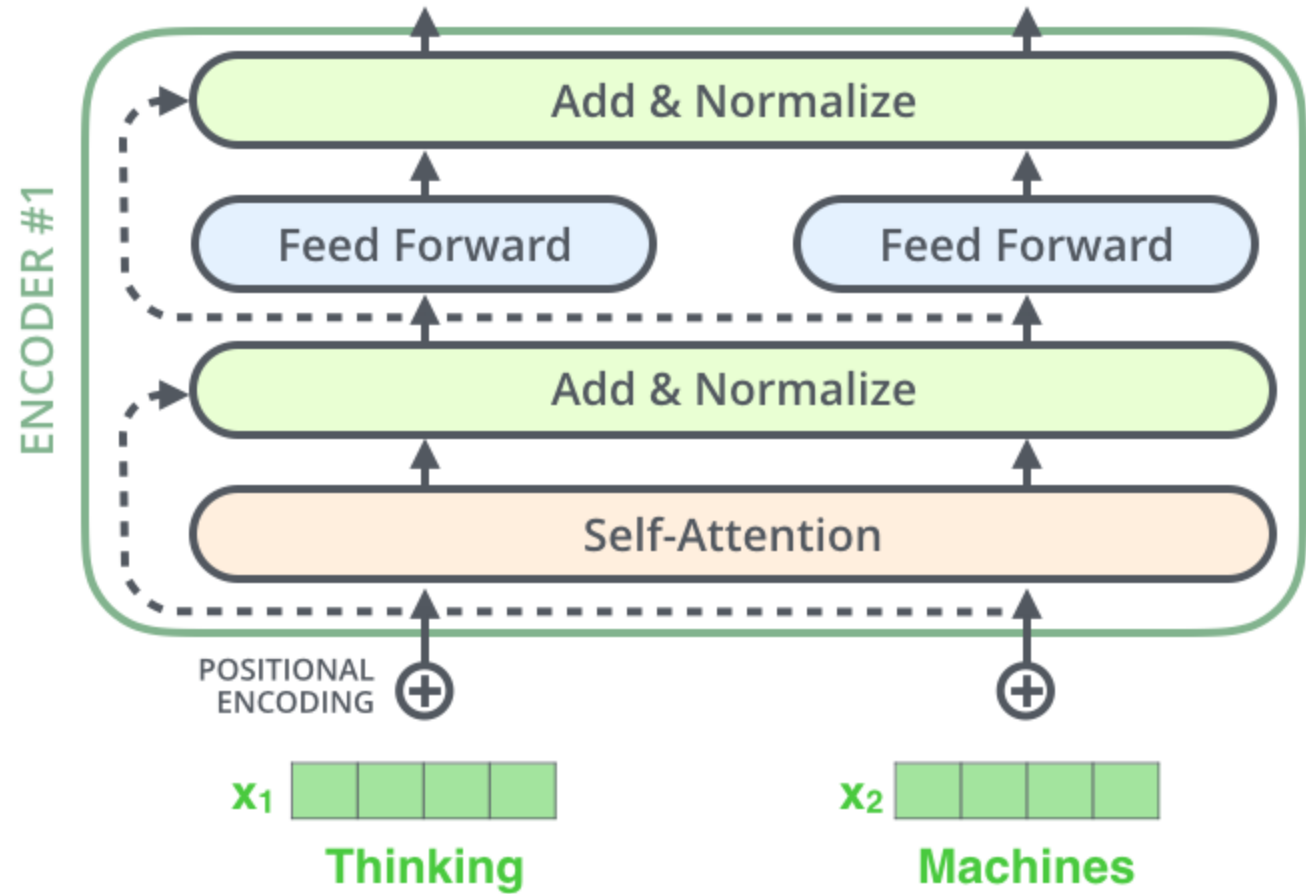 Add & Normalize
Feed Forward
Feed Forward
ENCODER #1
Add & Normalize
Self-Attention
POSITIONAL
ENCODING
x₁
x₂
Thinking
Machines